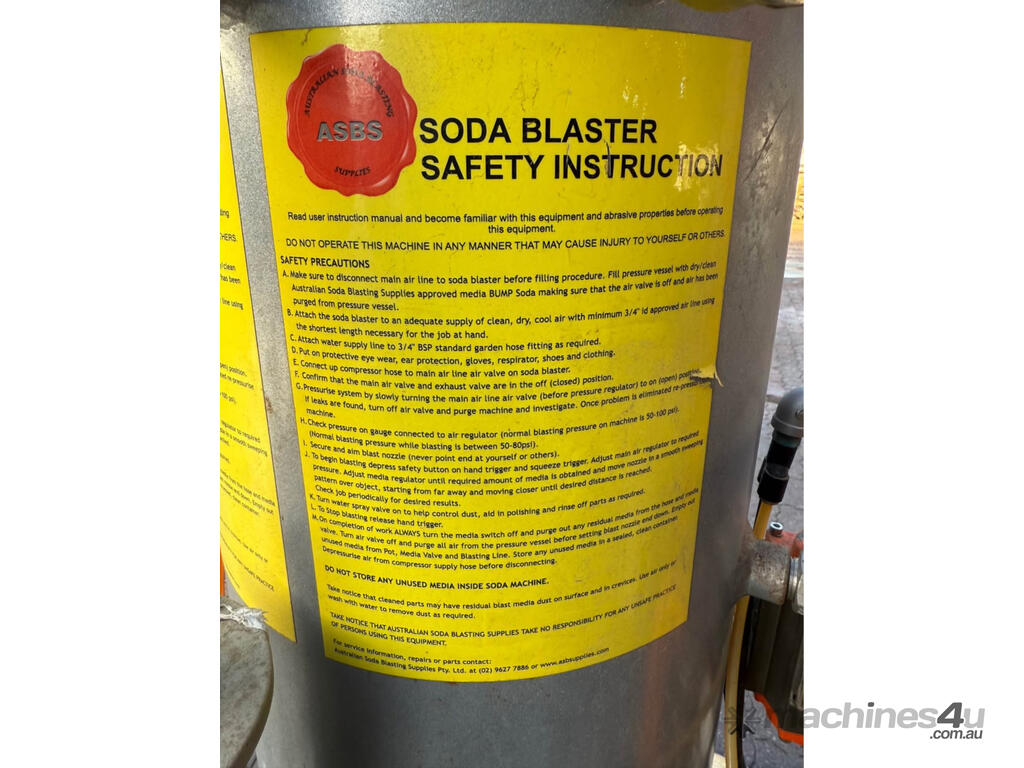 AUSTRALIAN SODA BLASTING
ASBS
SUPPLIES
SODA BLASTER
SAFETY INSTRUCTION
Read user instruction manual and become familiar with this equipment and abrasive properties before operating
this equipment.
DO NOT OPERATE THIS MACHINE IN ANY MANNER THAT MAY CAUSE INJURY TO YOURSELF OR OTHERS.
SAFETY PRECAUTIONS
A. Make sure to disconnect main air line to soda blaster before filling procedure. Fill pressure vessel with dry/clean
Australian Soda Blasting Supplies approved media BUMP Soda making sure that the air valve is off and air has been
purged from pressure vessel.
B. Attach the soda blaster to an adequate supply of clean, dry, cool air with minimum 3/4" id approved air line using
the shortest length necessary for the job at hand.
C. Attach water supply line to 3/4" BSP standard garden hose fitting as required.
D. Put on protective eye wear, ear protection, gloves, respirator, shoes and clothing.
E. Connect up compressor hose to main air line air valve on soda blaster.
F. Confirm that the main air valve and exhaust valve are in the off (closed) position.
G. Pressurise system by slowly turning the main air line air valve (before pressure regulator) to on (open) position.
If leaks are found, turn off air valve and purge machine and investigate. Once problem is eliminated
machine.
H. Check pressure on gauge connected to air regulator (normal blasting pressure on machine is 50-100 psi).
(Normal blasting pressure while blasting is between 50-80psi).
I. Secure and aim blast nozzle (never point end at yourself or others).
J. To begin blasting depress safety button on hand trigger and squeeze trigger. Adjust main air regulator to required
pressure. Adjust media regulator until required amount of media is obtained and move nozzle in a smooth sweeping
pattern over object, starting from far away and moving closer until desired distance is reached.
Check job periodically for desired results.
K. Turn water spray valve on to help control dust, aid in polishing and rinse off parts as required.
L. To Stop blasting release hand trigger.
M. On completion of work ALWAYS turn the media switch off and purge out any residual media from the hose and media
valve. Turn air valve off and purge all air from the pressure vessel before setting blast nozzle end down. Empty out
unused media from Pot, Media Valve and Blasting Line. Store any unused media in a sealed, clean container.
Depressurise air from compressor supply hose before disconnecting.
DO NOT STORE ANY UNUSED MEDIA INSIDE SODA MACHINE.
Take notice that cleaned parts may have residual blast media dust on surface and in crevices. Use air only or
wash with water to remove dust as required.
TAKE NOTICE THAT AUSTRALIAN SODA BLASTING SUPPLIES TAKE NO RESPONSIBILITY FOR ANY UNSAFE PRACTICE
OF PERSONS USING THIS EQUIPMENT.
For service information, repairs or parts contact:
Australian Soda Blasting Supplies Pty. Ltd. at (02) 9627 7886 or www.asbsupplies.com
machines4u
.com.au